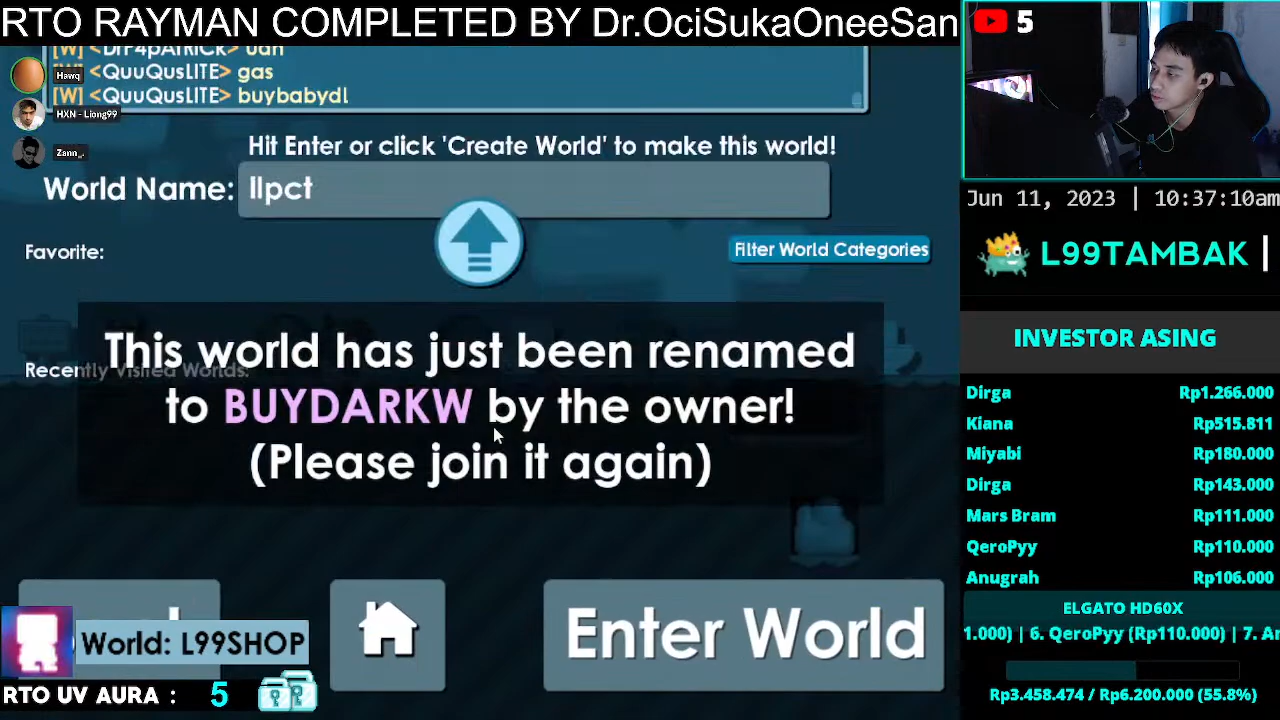 RTO RAYMAN COMPLETED BY Dr.OciSukaOneeSan
[W] <DrF4pATRICk> uah
Hawq
[W] <QuuQusLITE> gas
[W] <QuuQusLITE> buybabydl
HXN - Liong99
Zann_.
Hit Enter or click 'Create World' to make this world!
World Name: llpct
Favorite:
Filter World Categories
This world has just been renamed
Recently Visited Worlds:
to BUYDARKW by the owner!
(Please join it again)
Enter World
World: L99SHOP
RTO UV AURA : 5
5
Jun 11, 2023 | 10:37:10am
L99TAMBAK |
INVESTOR ASING
Dirga Rp1.266.000
Kiana Rp515.811
Miyabi Rp180.000
Dirga Rp143.000
Mars Bram Rp111.000
QeroPyy Rp110.000
Anugrah Rp106.000
ELGATO HD60X
1.000) | 6. QeroPyy (Rp110.000) | 7. Ar
Rp3.458.474 / Rp6.200.000 (55.8%)